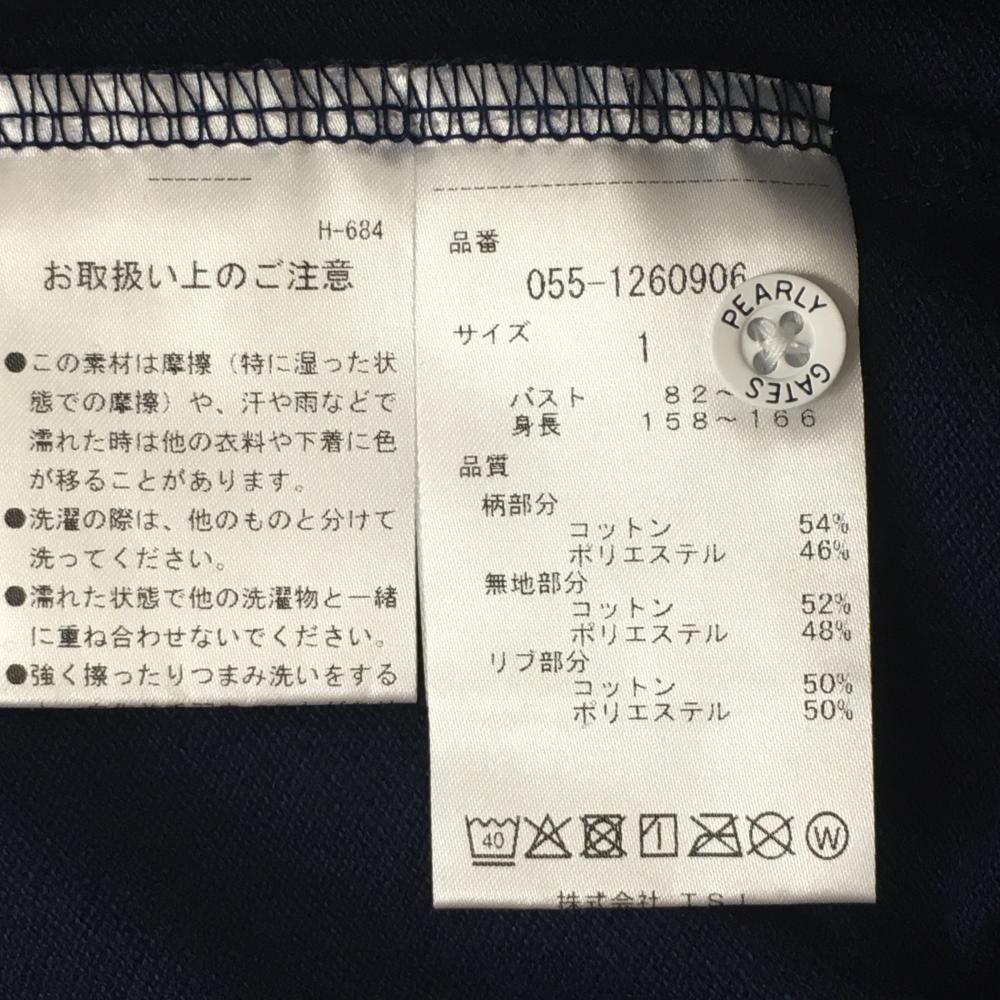 H-684
お取扱い上のご注意
●この素材は摩擦（特に湿った状
態での摩擦）や、汗や雨などで
濡れた時は他の衣料や下着に色
が移ることがあります。
●洗濯の際は、他のものと分けて
洗ってください。
●濡れた状態で他の洗濯物と一緒
に重ね合わせないでください。
●強く擦ったりつまみ洗いをする
品番
055-1260906
サイズ 1
バスト 82～
身長 158～166
品質
柄部分
コットン 54%
ポリエステル 46%
無地部分
コットン 52%
ポリエステル 48%
リブ部分
コットン 50%
ポリエステル 50%
40
W
株式会社 TSI
PEARLY
GATES